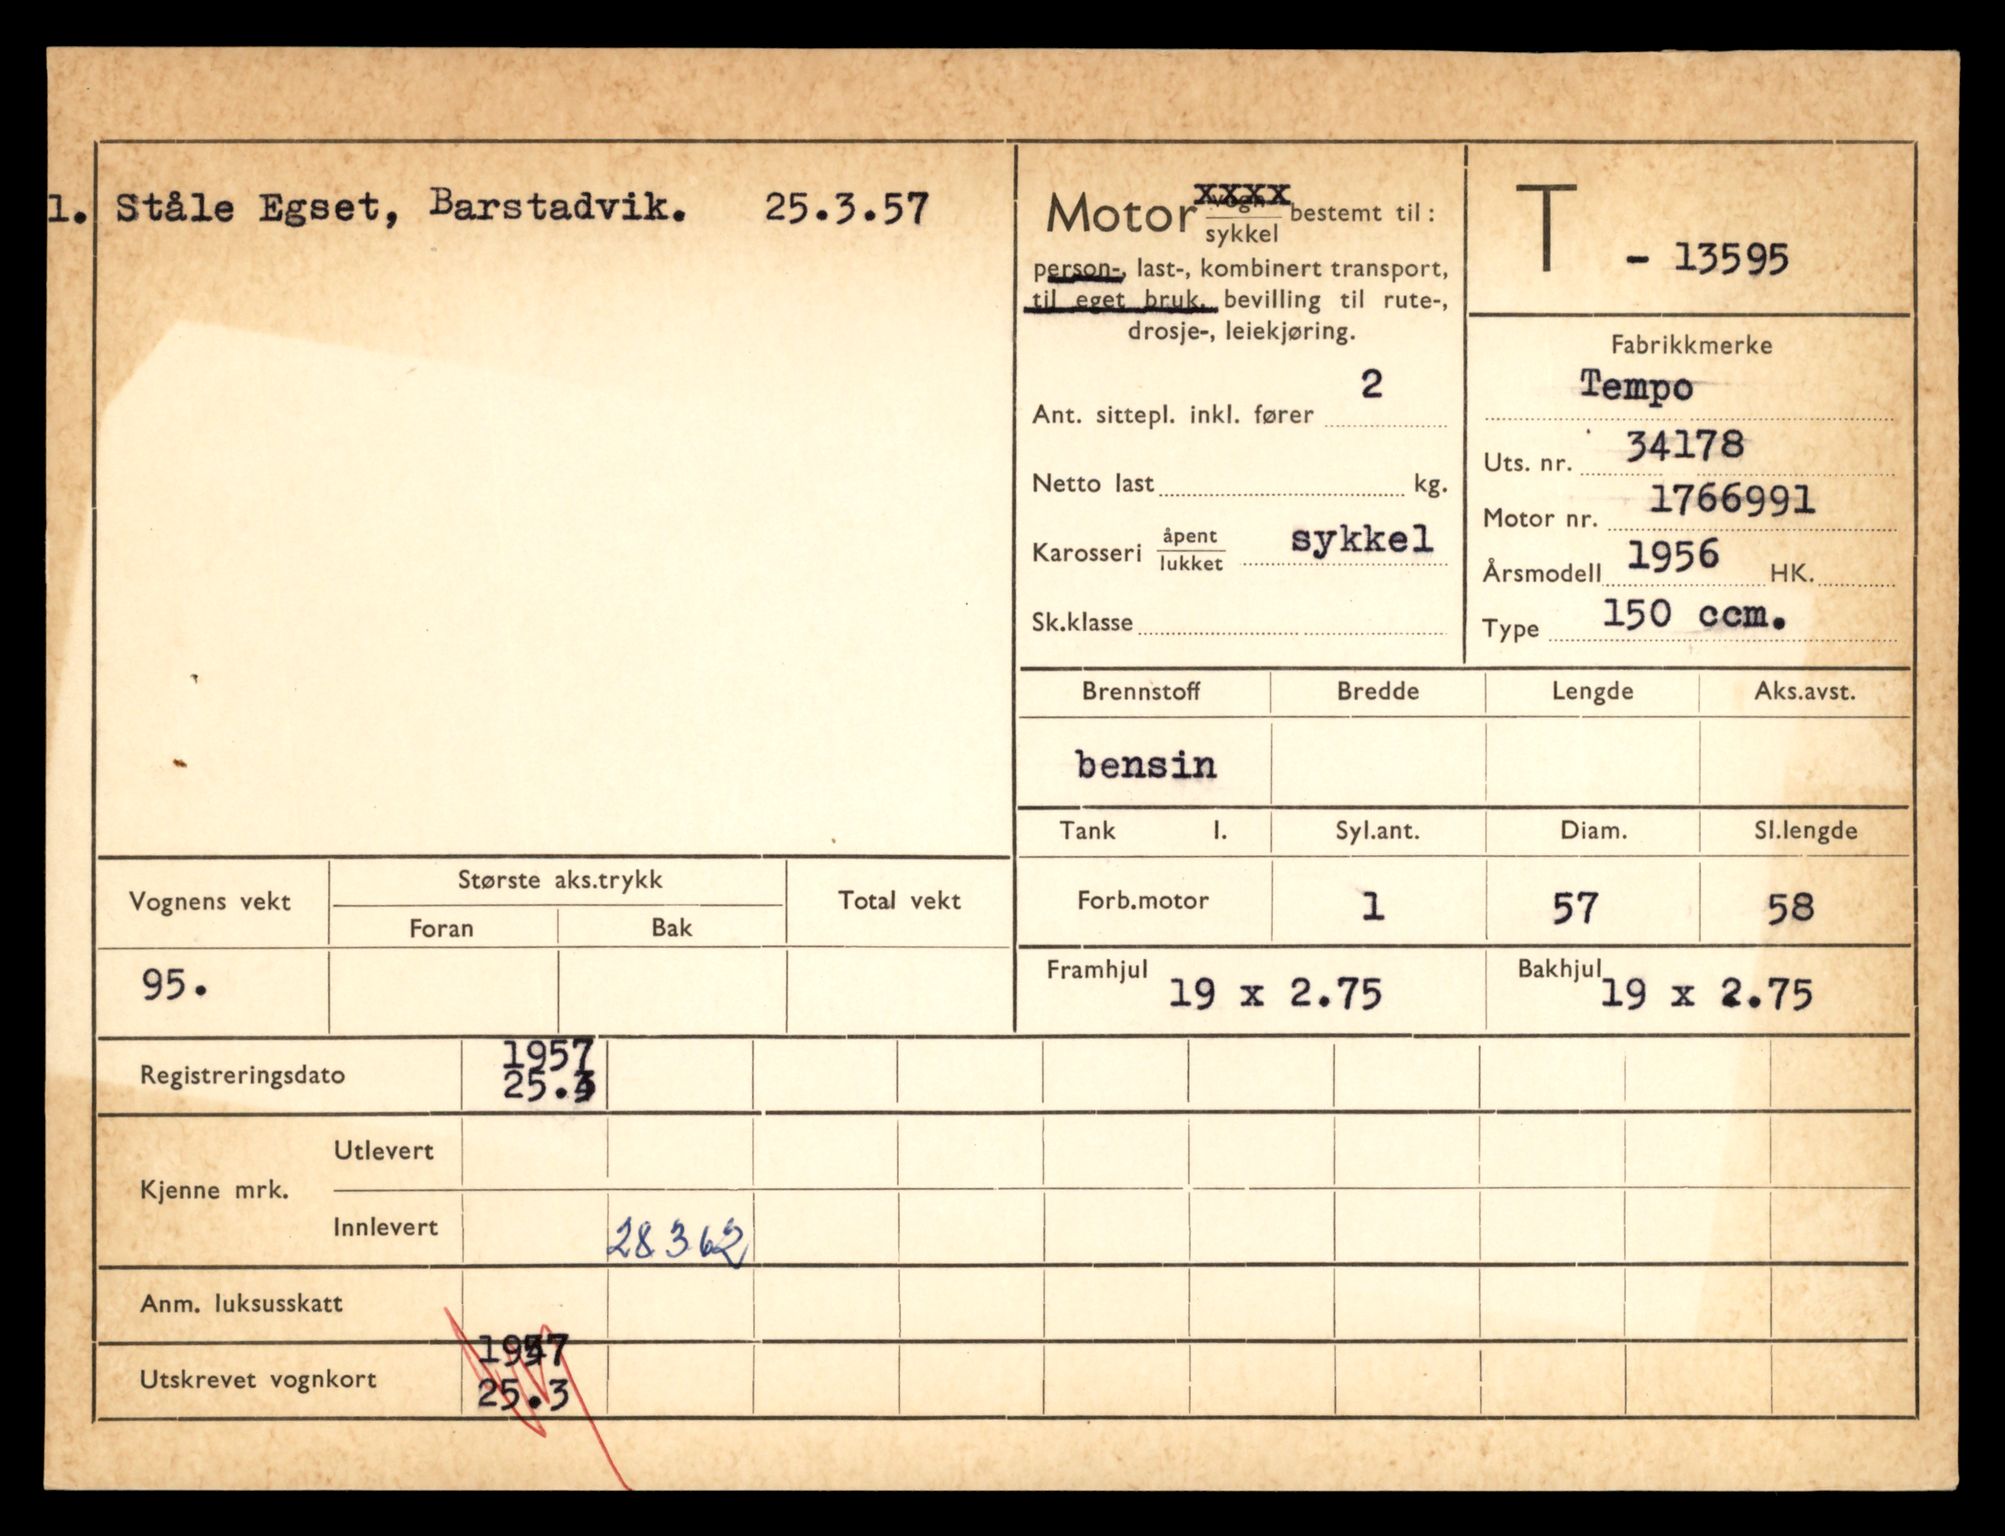 1. Ståle Egset, Barstadvik. 25.3.57
Motor vogn xxxx
sykkel
bestemt til :
person-, last-, kombinert transport,
til eget bruk, bevilling til rute-,
drosje-, leiekjøring.
Ant. sittepl. inkl. fører 2
Netto last kg.
Karosseri åpent
lukket
sykkel
Sk.klasse
T - 13595
Fabrikkmerke
Tempo
Uts. nr. 34178
Motor nr. 1766991
Årsmodell 1956 HK.
Type 150 ccm.
Brennstoff Bredde Lengde Aks.avst.
bensin
Tank l. Syl.ant. Diam. Sl.lengde
Forb.motor 1 57 58
Framhjul 19 x 2.75 Bakhjul 19 x 2.75
Vognens vekt Største aks.trykk Total vekt
Foran Bak
95.
Registreringsdato 1957
25.3
Kjenne mrk. Utlevert
Innlevert 28 3 62
Anm. luksusskatt
Utskrevet vognkort 1957
25.3